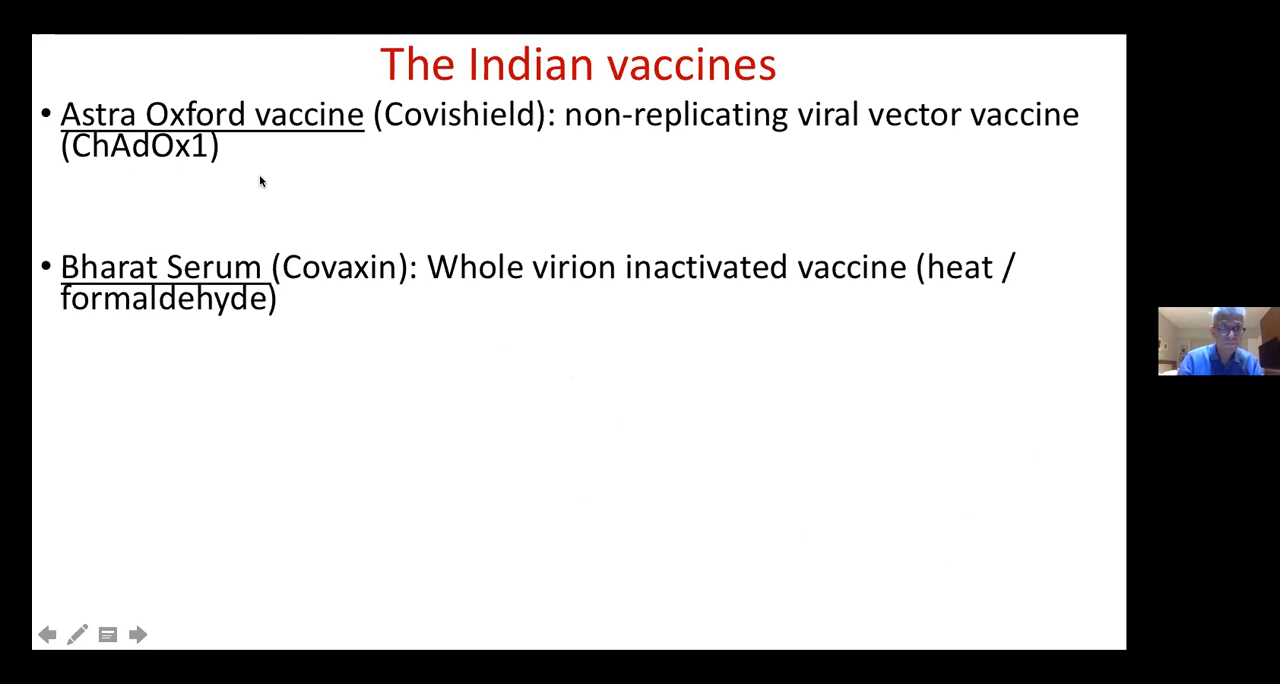 The Indian vaccines
• Astra Oxford vaccine (Covishield): non-replicating viral vector vaccine
(ChAdOx1)
• Bharat Serum (Covaxin): Whole virion inactivated vaccine (heat /
formaldehyde)